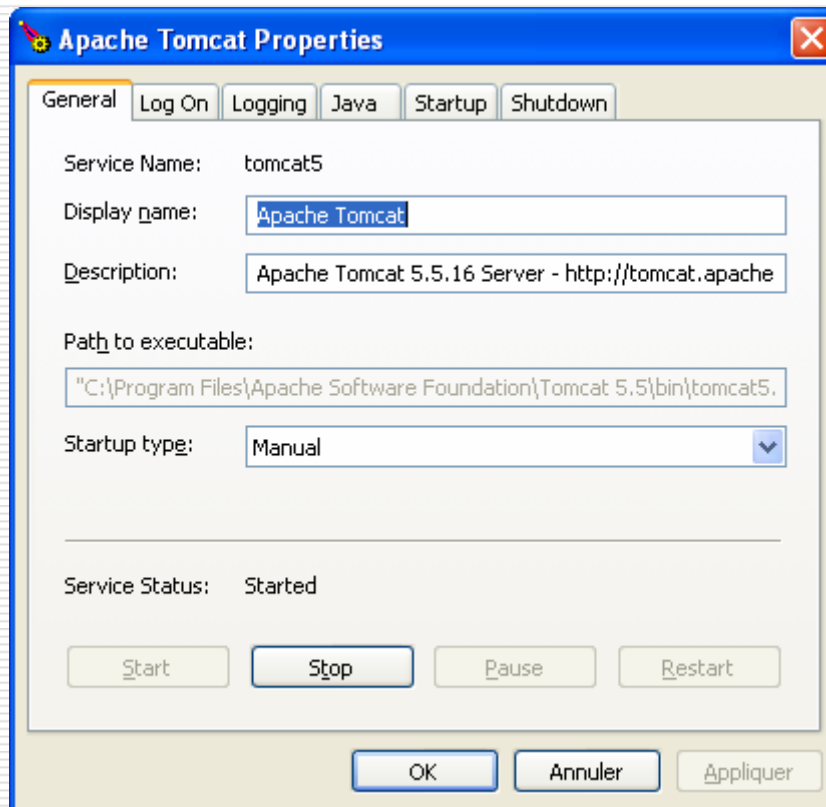 Apache Tomcat Properties
General Log On Logging Java Startup Shutdown
Service Name: tomcat5
Display name: Apache Tomcat
Description: Apache Tomcat 5.5.16 Server - http://tomcat.apache
Path to executable:
"C:\Program Files\Apache Software Foundation\Tomcat 5.5\bin\tomcat5.
Startup type: Manual
Service Status: Started
Start Stop Pause Restart
OK Annuler Appliquer